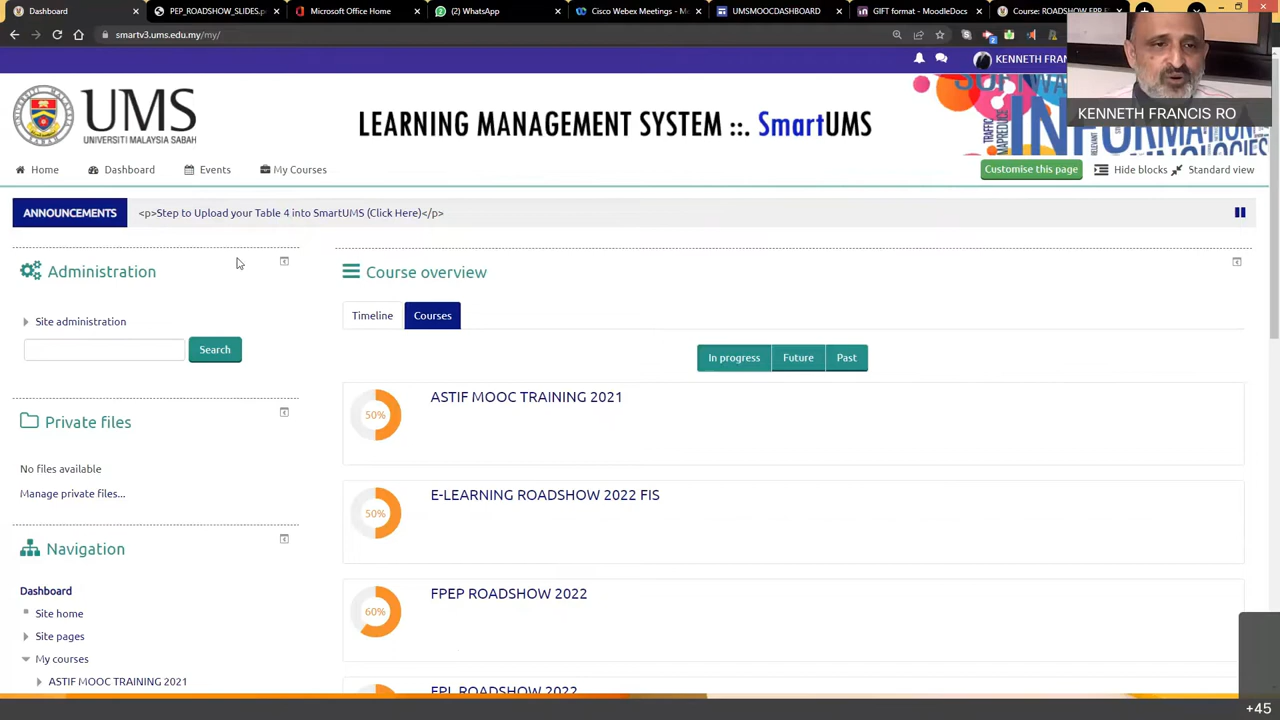 Dashboard
PEP_ROADSHOW_SLIDES.p
Microsoft Office Home
(2) WhatsApp
Cisco Webex Meetings - Mo
UMSMOOCDASHBOARD
GIFT format - MoodleDocs
Course: ROADSHOW FPP F
smartv3.ums.edu.my/my/
KENNETH FRAN
KENNETH FRANCIS RO
UMS
UNIVERSITI MALAYSIA SABAH
LEARNING MANAGEMENT SYSTEM ::. SmartUMS
Home
Dashboard
Events
My Courses
Customise this page
Hide blocks
Standard view
ANNOUNCEMENTS
<p>Step to Upload your Table 4 into SmartUMS (Click Here)</p>
Administration
Site administration
Search
Private files
No files available
Manage private files...
Navigation
Dashboard
Site home
Site pages
My courses
ASTIF MOOC TRAINING 2021
Course overview
Timeline
Courses
In progress
Future
Past
50%
ASTIF MOOC TRAINING 2021
50%
E-LEARNING ROADSHOW 2022 FIS
60%
FPEP ROADSHOW 2022
FPL ROADSHOW 2022
+45